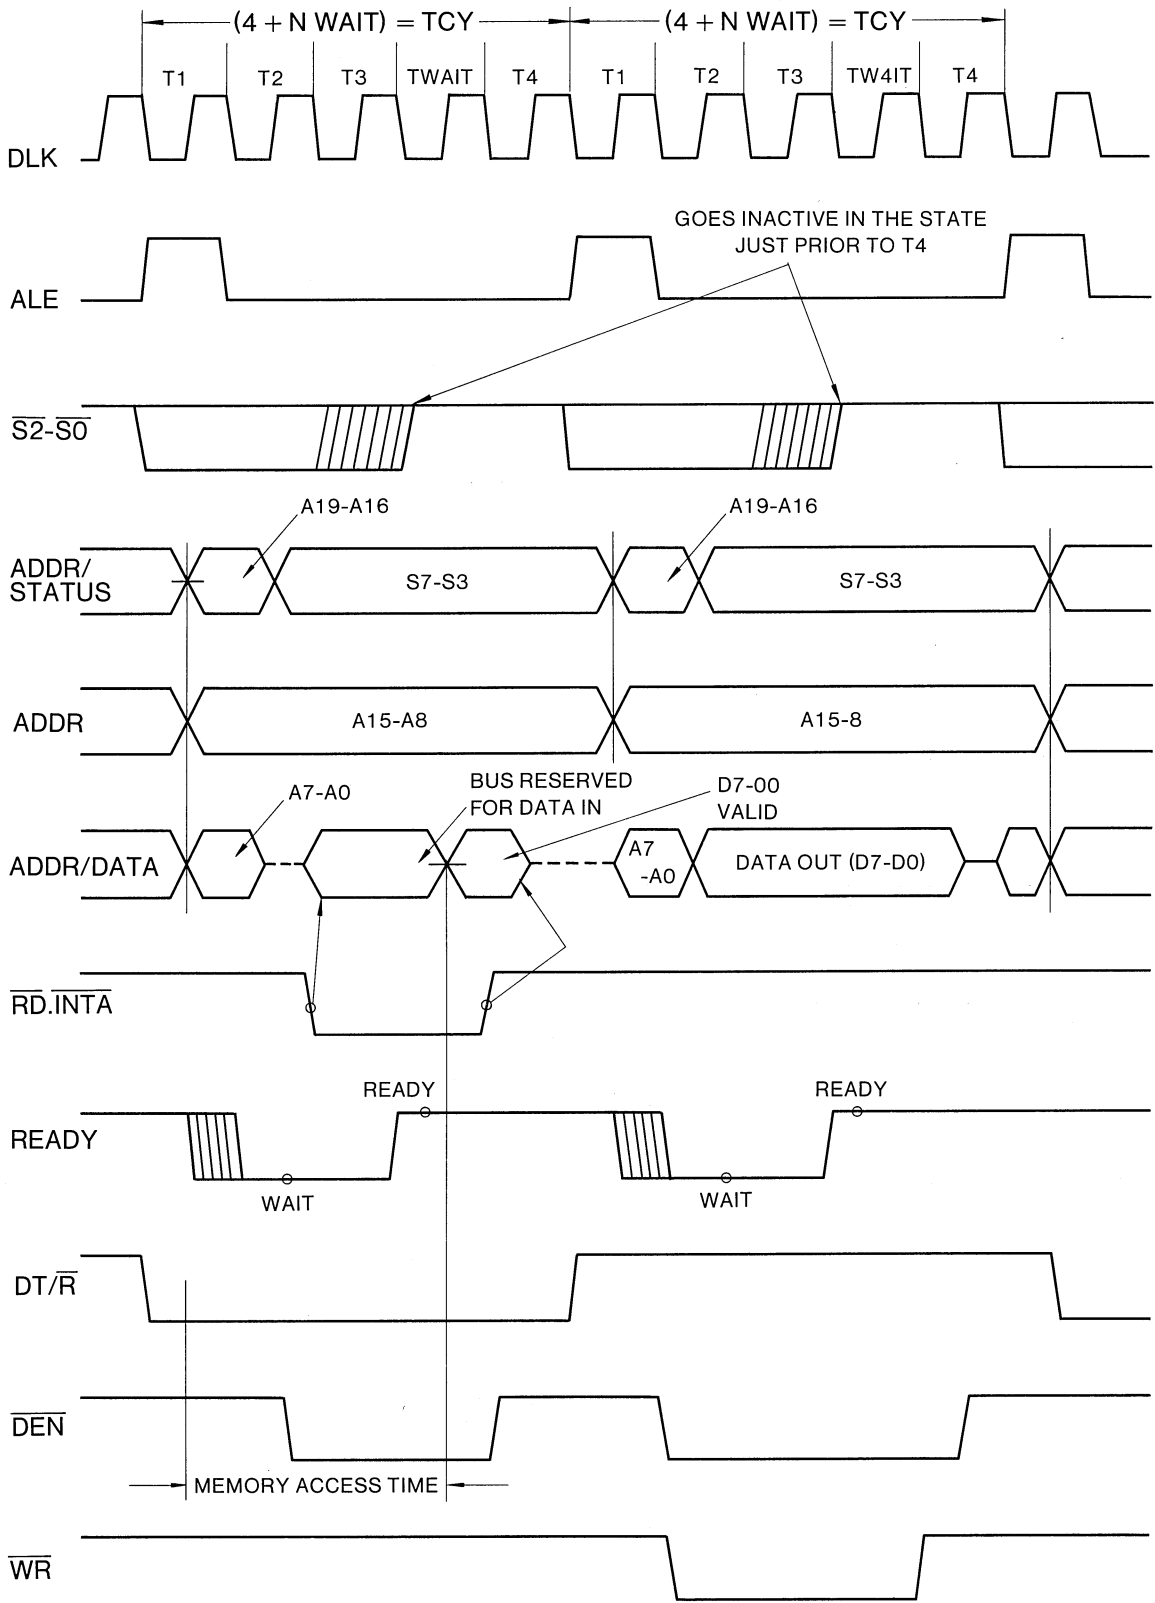 (4 + N WAIT) = TCY (4 + N WAIT) = TCY
T1 T2 T3 TWAIT T4 T1 T2 T3 TW4IT T4
DLK
GOES INACTIVE IN THE STATE
JUST PRIOR TO T4
ALE
S2-S0
A19-A16 A19-A16
ADDR/
STATUS
S7-S3 S7-S3
ADDR
A15-A8 A15-8
A7-A0
BUS RESERVED
FOR DATA IN
D7-00
VALID
ADDR/DATA
A7
-A0
DATA OUT (D7-D0)
RD.INTA
READY READY
READY
WAIT WAIT
DT/R
DEN
MEMORY ACCESS TIME
WR